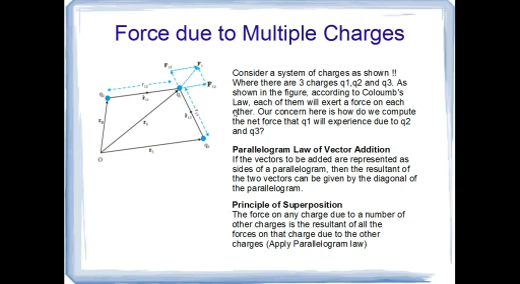 Force due to Multiple Charges
Consider a system of charges as shown !!
Where there are 3 charges q1,q2 and q3. As
shown in the figure, according to Coloumb's
Law, each of them will exert a force on each
other. Our concern here is how do we compute
the net force that q1 will experience due to q2
and q3?
Parallelogram Law of Vector Addition
If the vectors to be added are represented as
sides of a parallelogram, then the resultant of
the two vectors can be given by the diagonal of
the parallelogram.
Principle of Superposition
The force on any charge due to a number of
other charges is the resultant of all the
forces on that charge due to the other
charges (Apply Parallelogram law)
O